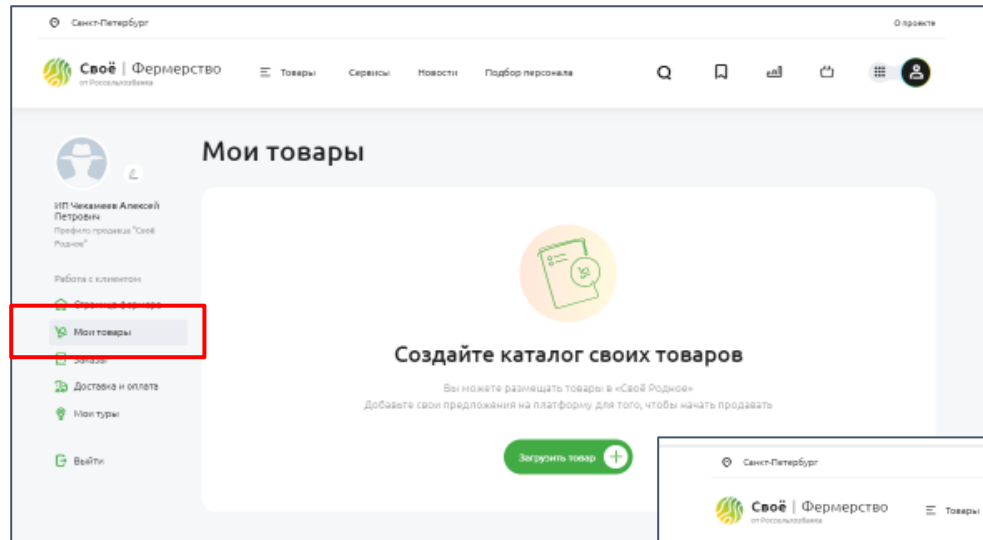 Санкт-Петербург
О проекте
Своё | Фермерство
от Россельхозбанка
Товары Сервисы Новости Подбор персонала
Мои товары
ИП Чекамеев Алексей
Петрович
Профиль продавца "Своё
Родное"
Работа с клиентом
Страница фермера
Мои товары
Заказы
Доставка и оплата
Мои туры
Выйти
Создайте каталог своих товаров
Вы можете размещать товары в «Своё Родное»
Добавьте свои предложения на платформу для того, чтобы начать продавать
Загрузить товар
Санкт-Петербург
Своё | Фермерство
от Россельхозбанка
Товары